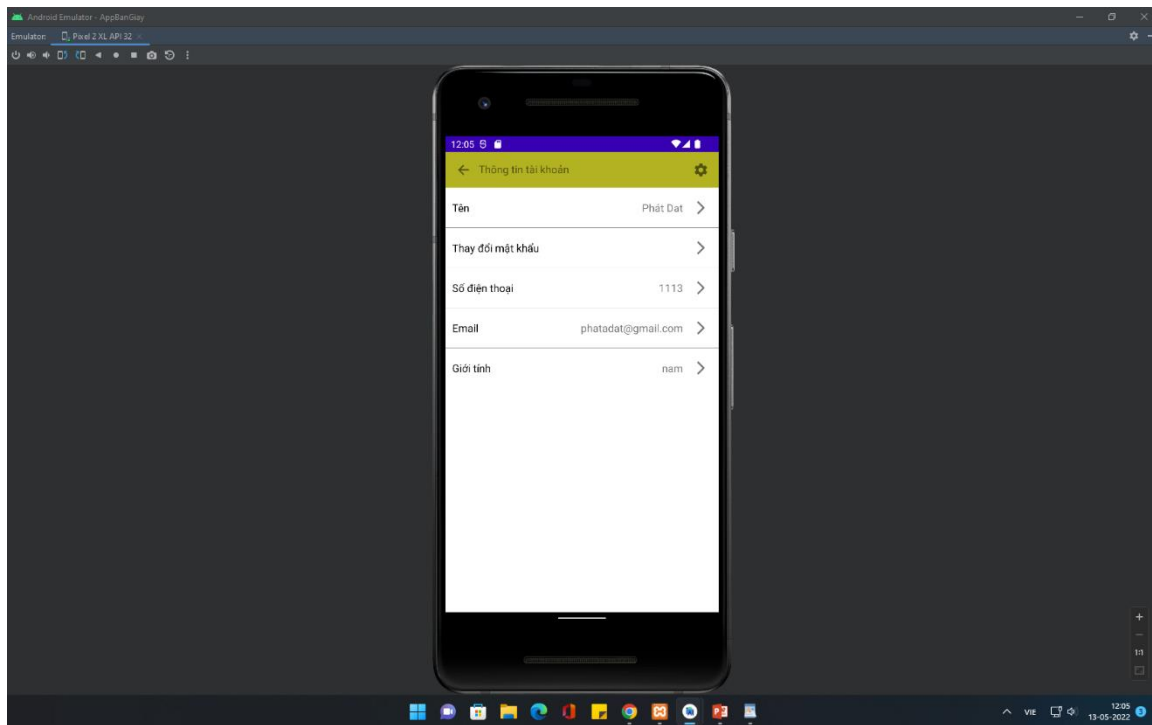 Android Emulator - AppBanGiay
Emulator: Pixel 2 XL API 32
12:05
Thông tin tài khoản
Tên Phát Dat
Thay đổi mật khẩu
Số điện thoại 1113
Email phatadat@gmail.com
Giới tính nam
1:1
VIE 12:05
13-05-2022